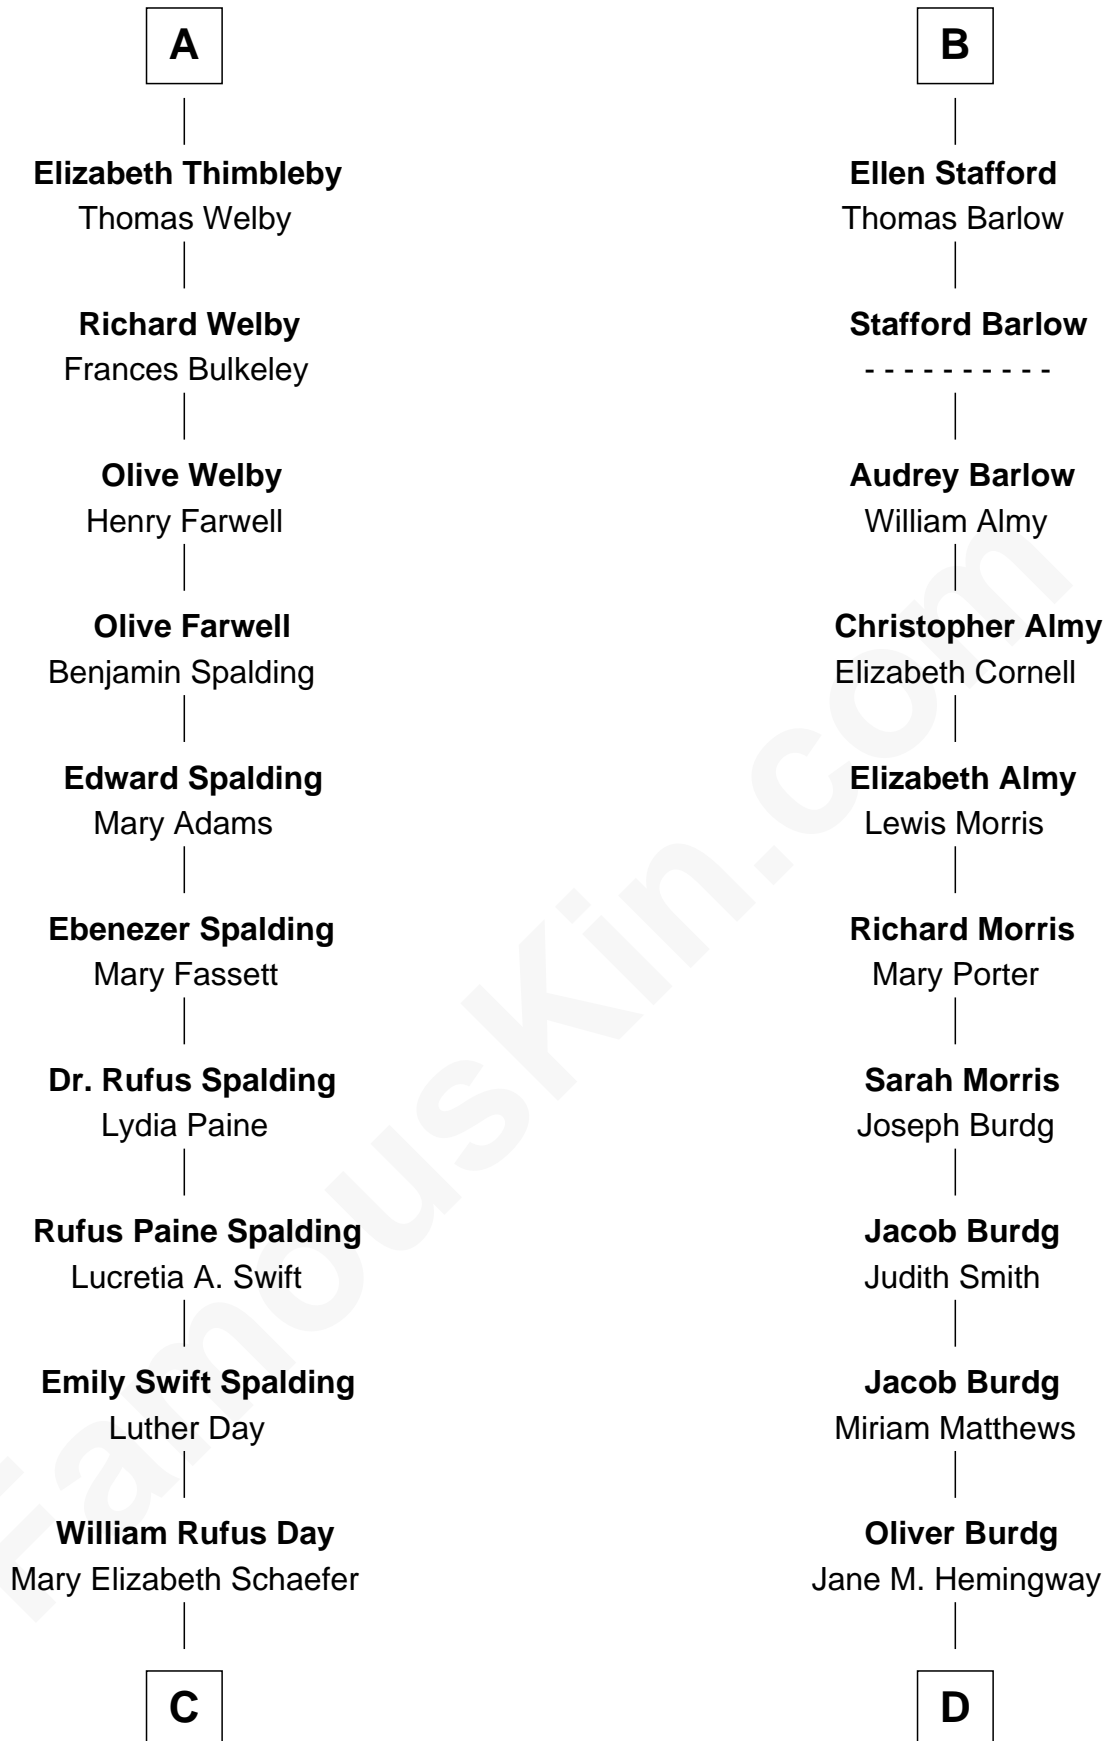 A
Elizabeth Thimbleby
Thomas Welby
Richard Welby
Frances Bulkeley
Olive Welby
Henry Farwell
Olive Farwell
Benjamin Spalding
Edward Spalding
Mary Adams
Ebenezer Spalding
Mary Fassett
Dr. Rufus Spalding
Lydia Paine
Rufus Paine Spalding
Lucretia A. Swift
Emily Swift Spalding
Luther Day
William Rufus Day
Mary Elizabeth Schaefer
C
B
Ellen Stafford
Thomas Barlow
Stafford Barlow
- - - - - - - - - -
Audrey Barlow
William Almy
Christopher Almy
Elizabeth Cornell
Elizabeth Almy
Lewis Morris
Richard Morris
Mary Porter
Sarah Morris
Joseph Burdg
Jacob Burdg
Judith Smith
Jacob Burdg
Miriam Matthews
Oliver Burdg
Jane M. Hemingway
D
FamousKin.com